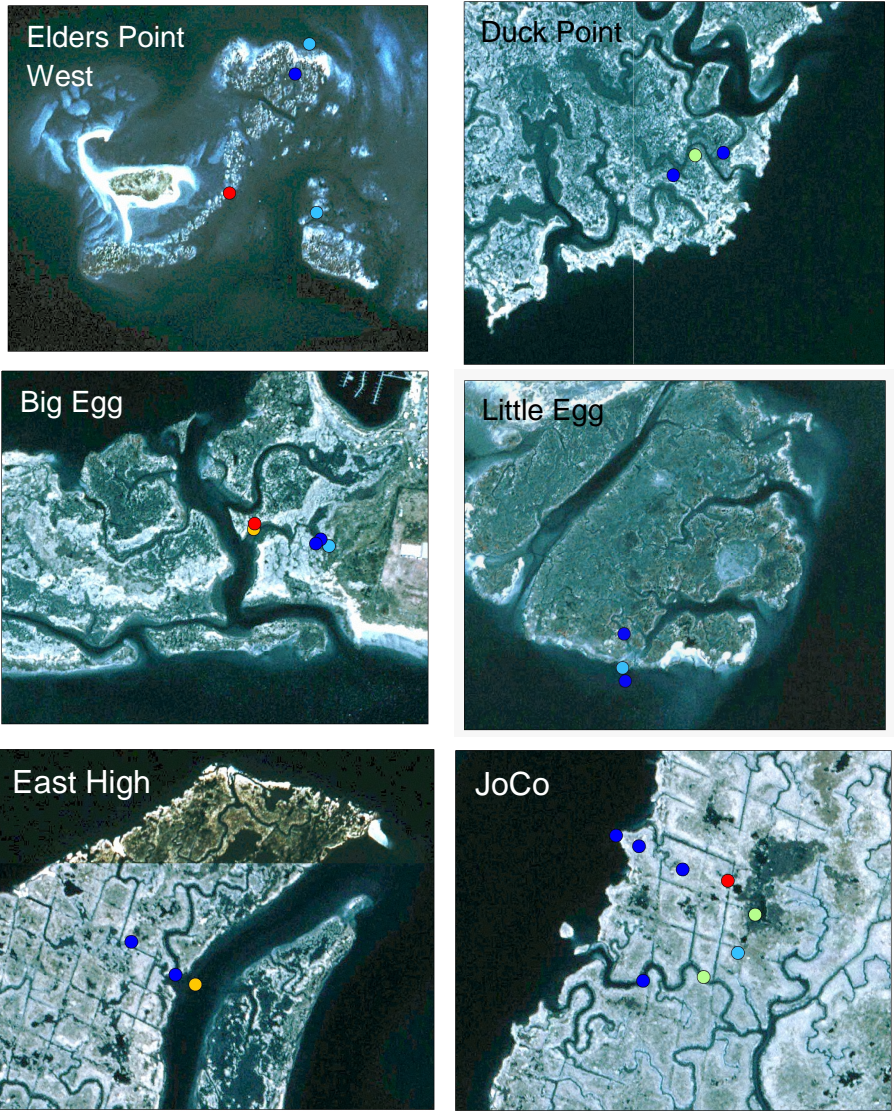 Elders Point
West
Duck Point
Big Egg
Little Egg
East High
JoCo